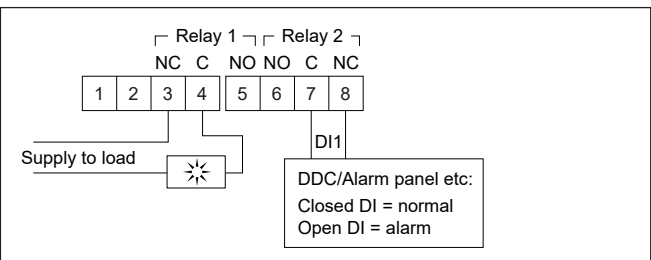 Relay 1 Relay 2
NC C NO NO C NC
1 2 3 4 5 6 7 8
DI1
Supply to load
DDC/Alarm panel etc:
Closed DI = normal
Open DI = alarm